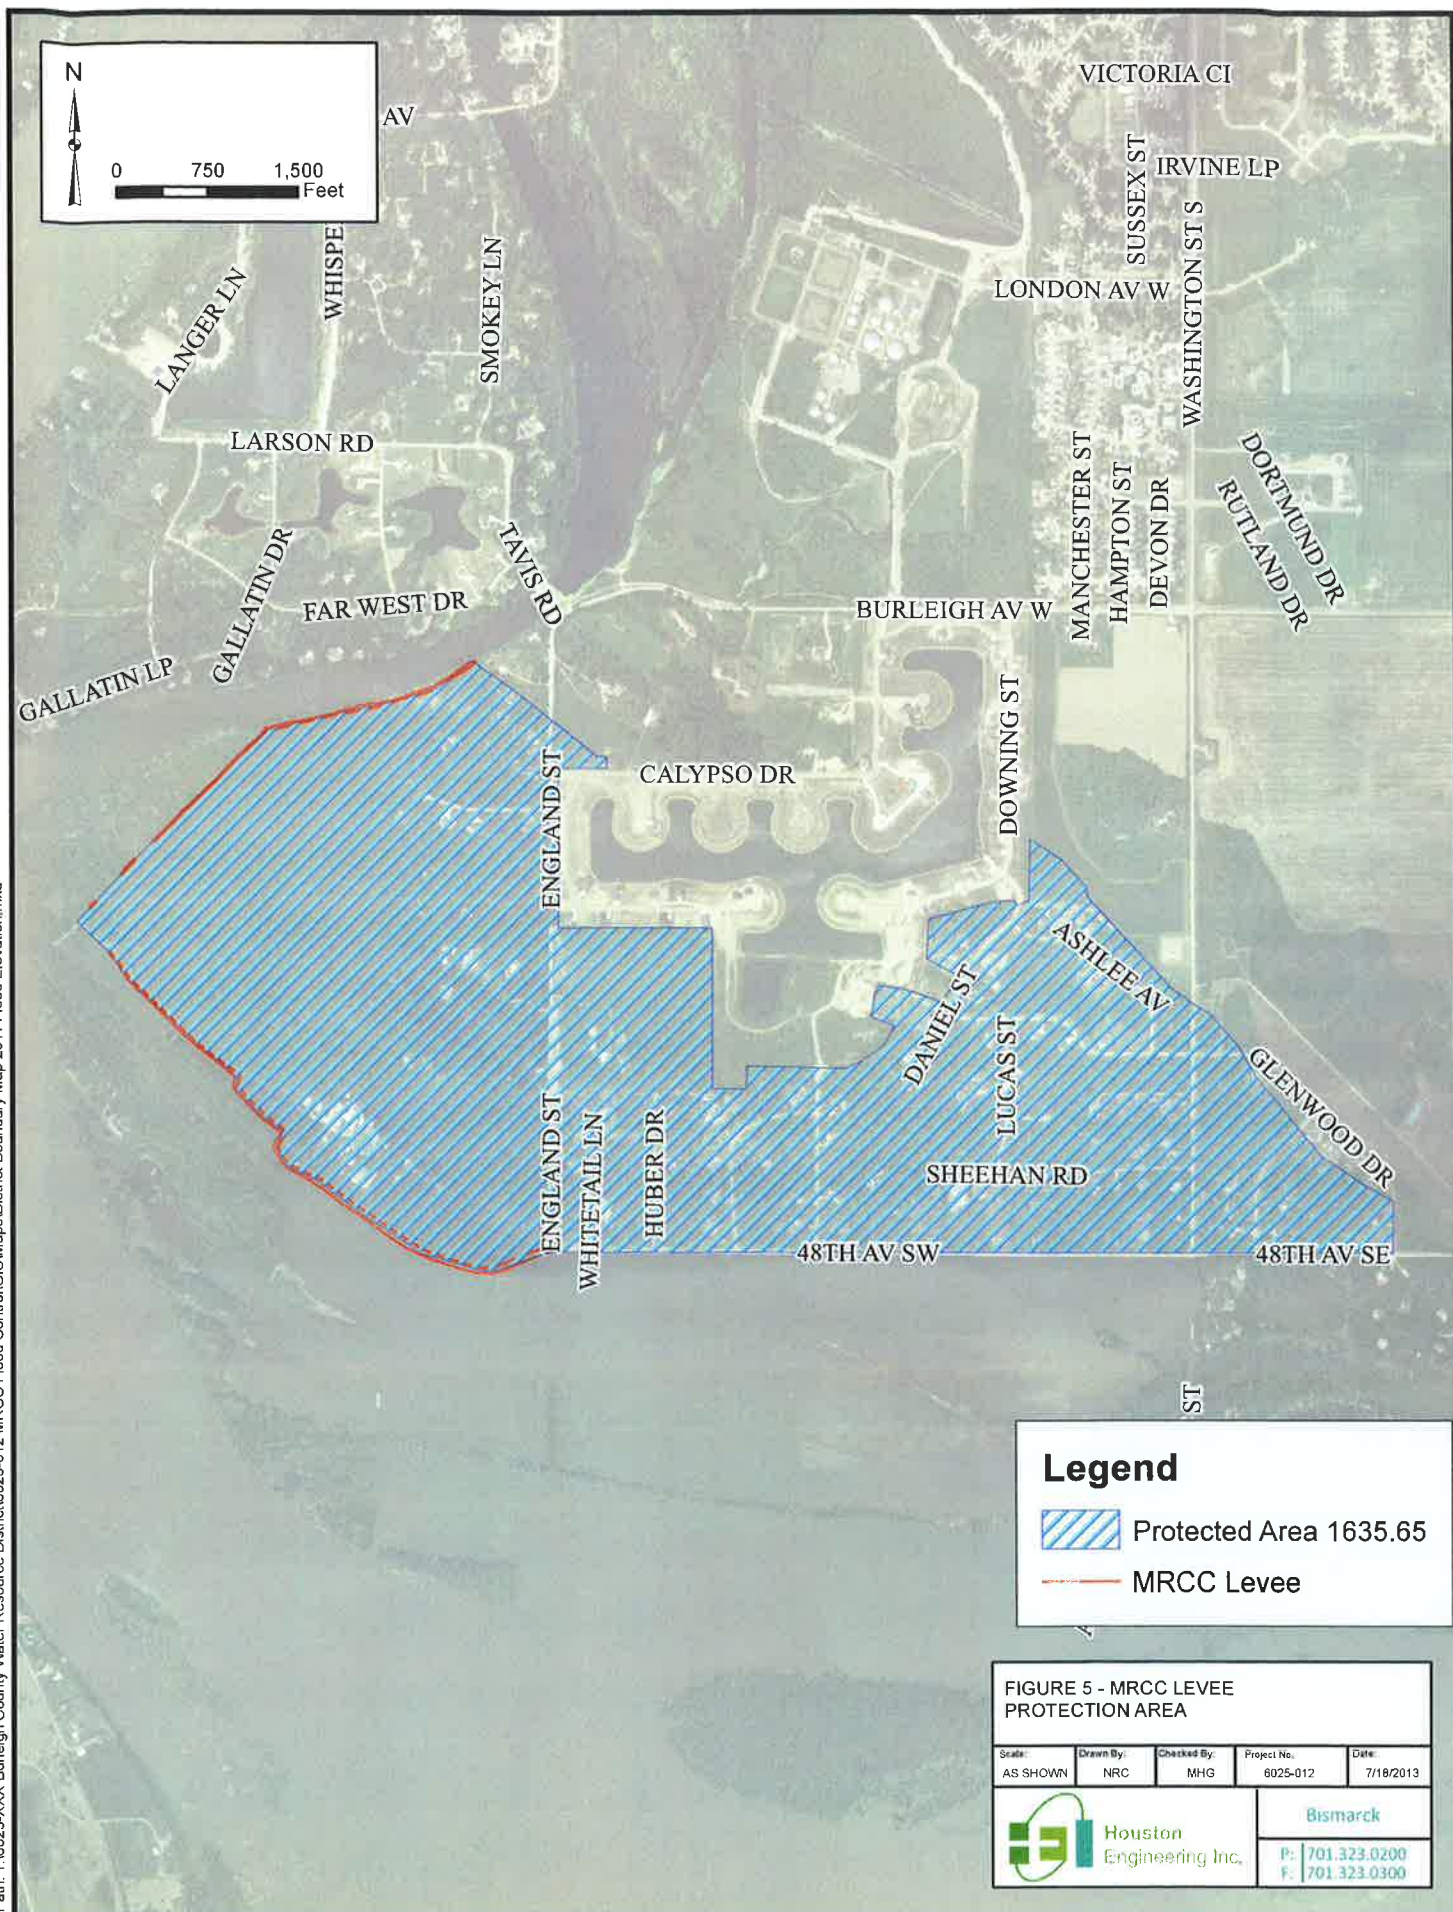 N
0 750 1,500
Feet
AV
VICTORIA CI
SUSSEX ST
IRVINE LP
WASHINGTON ST S
LONDON AV W
LANGER LN
WHISPE
SMOKEY LN
LARSON RD
MANCHESTER ST
HAMPTON ST
DEVON DR
DORTMUND DR
RUTLAND DR
GALLATIN DR
TAVIS RD
FAR WEST DR
BURLEIGH AV W
GALLATIN LP
DOWNING ST
ENGLAND ST
CALYPSO DR
ASHLEE AV
DANIEL ST
LUCAS ST
GLENWOOD DR
ENGLAND ST
WHITETAIL LN
HUBER DR
SHEEHAN RD
48TH AV SW
48TH AV SE
ST
Legend
Protected Area 1635.65
MRCC Levee
FIGURE 5 - MRCC LEVEE
PROTECTION AREA
Scale: Drawn By: Checked By: Project No. Date:
AS SHOWN NRC MHG 6025-012 7/18/2013
Houston
Engineering Inc.
Bismarck
P: 701.323.0200
F: 701.323.0300